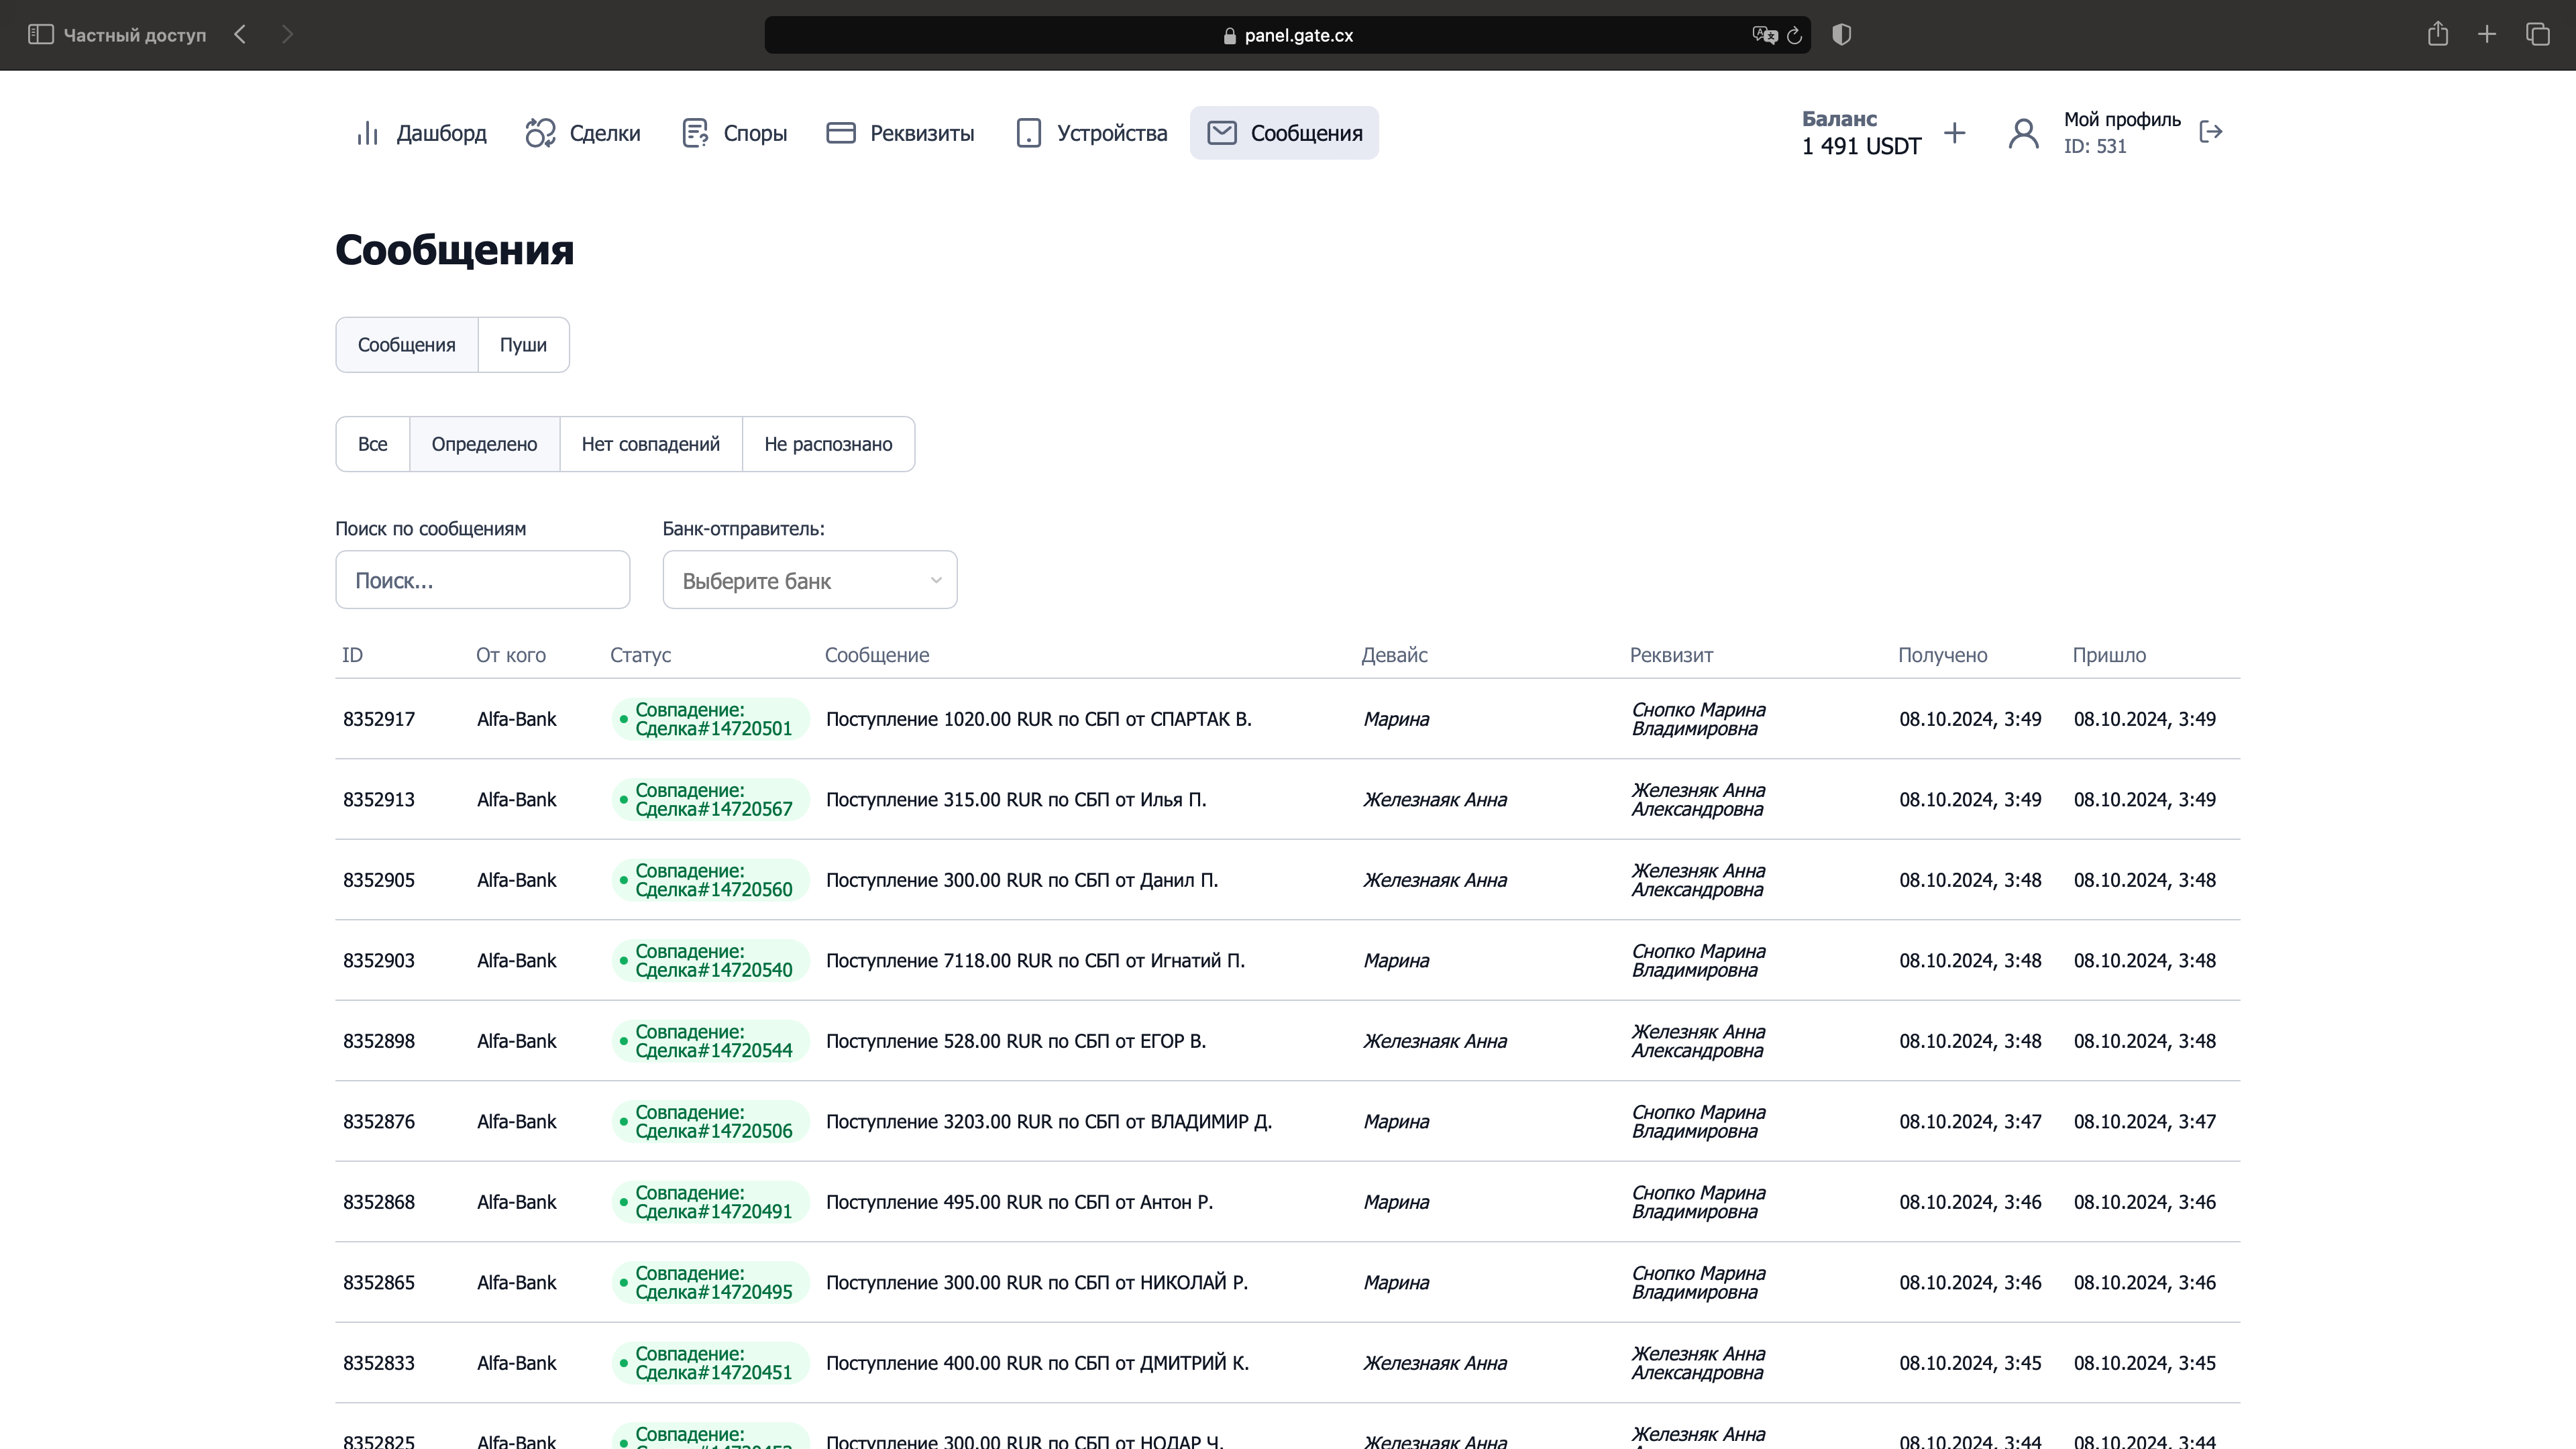 Частный доступ
panel.gate.cx
Дашборд
Сделки
Споры
Реквизиты
Устройства
Сообщения
Баланс
1 491 USDT
Мой профиль
ID: 531
Сообщения
Сообщения Пуши
Все Определено Нет совпадений Не распознано
Поиск по сообщениям Банк-отправитель:
Поиск... Выберите банк
ID От кого Статус Сообщение Девайс Реквизит Получено Пришло
8352917 Alfa-Bank Совпадение: Сделка#14720501 Поступление 1020.00 RUR по СБП от СПАРТАК В. Марина Снопко Марина Владимировна 08.10.2024, 3:49 08.10.2024, 3:49
8352913 Alfa-Bank Совпадение: Сделка#14720567 Поступление 315.00 RUR по СБП от Илья П. Железнаяк Анна Железняк Анна Александровна 08.10.2024, 3:49 08.10.2024, 3:49
8352905 Alfa-Bank Совпадение: Сделка#14720560 Поступление 300.00 RUR по СБП от Данил П. Железнаяк Анна Железняк Анна Александровна 08.10.2024, 3:48 08.10.2024, 3:48
8352903 Alfa-Bank Совпадение: Сделка#14720540 Поступление 7118.00 RUR по СБП от Игнатий П. Марина Снопко Марина Владимировна 08.10.2024, 3:48 08.10.2024, 3:48
8352898 Alfa-Bank Совпадение: Сделка#14720544 Поступление 528.00 RUR по СБП от ЕГОР В. Железнаяк Анна Железняк Анна Александровна 08.10.2024, 3:48 08.10.2024, 3:48
8352876 Alfa-Bank Совпадение: Сделка#14720506 Поступление 3203.00 RUR по СБП от ВЛАДИМИР Д. Марина Снопко Марина Владимировна 08.10.2024, 3:47 08.10.2024, 3:47
8352868 Alfa-Bank Совпадение: Сделка#14720491 Поступление 495.00 RUR по СБП от Антон Р. Марина Снопко Марина Владимировна 08.10.2024, 3:46 08.10.2024, 3:46
8352865 Alfa-Bank Совпадение: Сделка#14720495 Поступление 300.00 RUR по СБП от НИКОЛАЙ Р. Марина Снопко Марина Владимировна 08.10.2024, 3:46 08.10.2024, 3:46
8352833 Alfa-Bank Совпадение: Сделка#14720451 Поступление 400.00 RUR по СБП от ДМИТРИЙ К. Железнаяк Анна Железняк Анна Александровна 08.10.2024, 3:45 08.10.2024, 3:45
8352825 Alfa-Bank Совпадение: Поступление 300.00 RUR по СБП от НОДАР Ч. Железнаяк Анна Железняк Анна 08.10.2024, 3:44 08.10.2024, 3:44